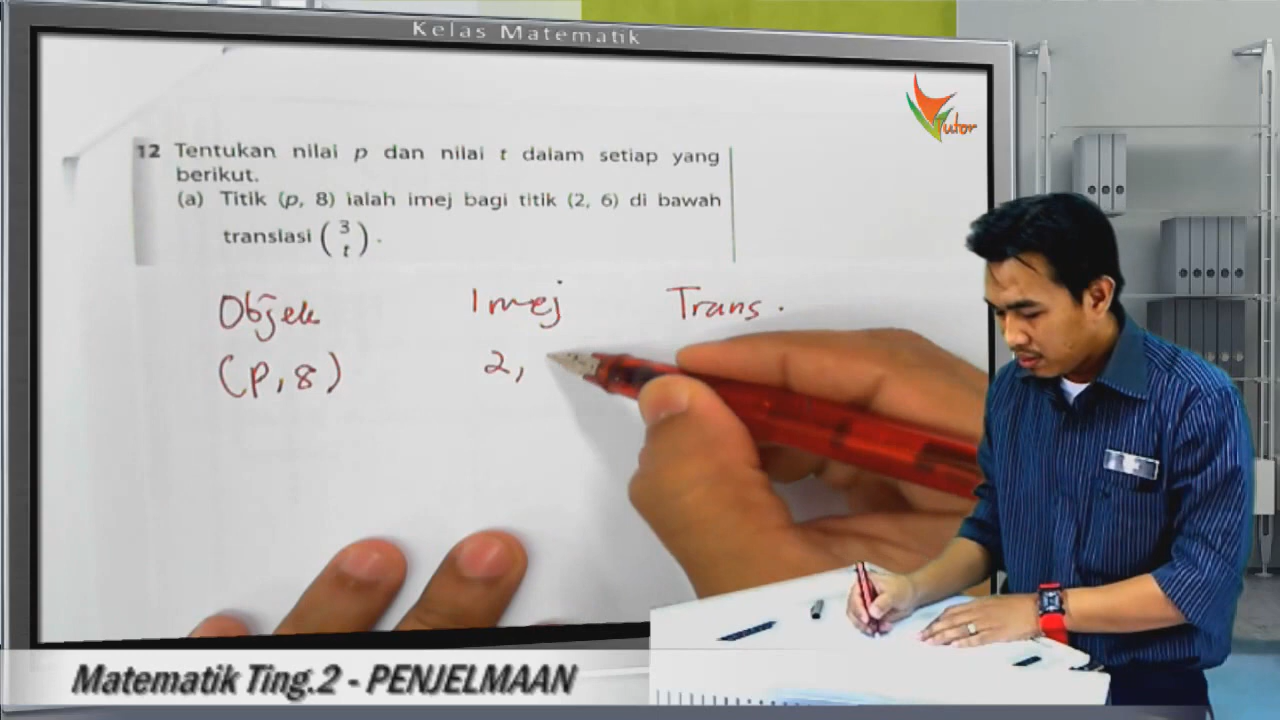 Kelas Matematik
Tutor
12 Tentukan nilai p dan nilai t dalam setiap yang
berikut.
(a) Titik (p, 8) ialah imej bagi titik (2, 6) di bawah
translasi (3 t).
Objek Imej Trans.
(p, 8) 2,
Matematik Ting.2 - PENJELMAAN